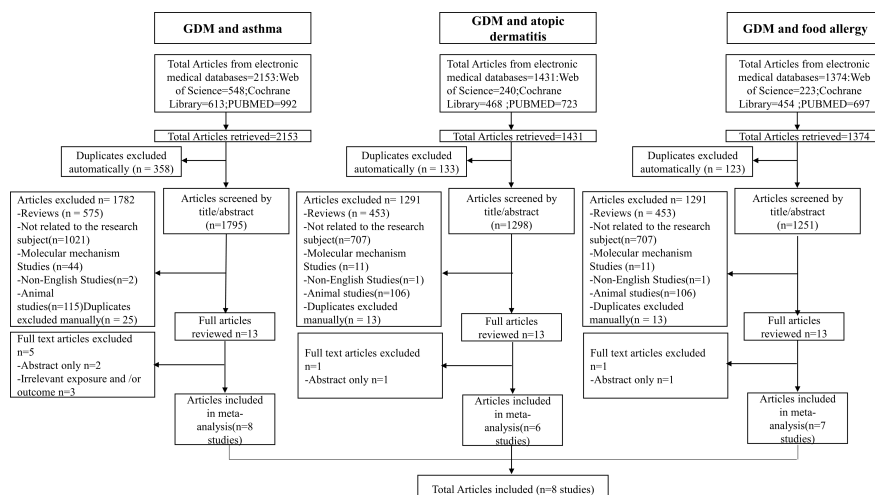 GDM and asthma
Total Articles from electronic
medical databases=2153:Web
of Science=548;Cochrane
Library=613;PUBMED=992
Total Articles retrieved=2153
Duplicates excluded
automatically (n = 358)
Articles screened by
title/abstract
(n=1795)
Articles excluded n= 1782
-Reviews (n = 575)
-Not related to the research
subject(n=1021)
-Molecular mechanism
Studies (n=44)
-Non-English Studies(n=2)
-Animal
studies(n=115)Duplicates
excluded manually(n = 25)
Full articles
reviewed n=13
Full text articles excluded
n=5
-Abstract only n=2
-Irrelevant exposure and /or
outcome n=3
Articles included
in meta-
analysis(n=8
studies)
GDM and atopic
dermatitis
Total Articles from electronic
medical databases=1431:Web
of Science=240;Cochrane
Library=468 ;PUBMED=723
Total Articles retrieved=1431
Duplicates excluded
automatically (n = 133)
Articles screened by
title/abstract
(n=1298)
Articles excluded n= 1291
-Reviews (n = 453)
-Not related to the research
subject(n=707)
-Molecular mechanism
Studies (n=11)
-Non-English Studies(n=1)
-Animal studies(n=106)
-Duplicates excluded
manually(n = 13)
Full articles
reviewed n=13
Full text articles excluded
n=1
-Abstract only n=1
Articles included
in meta-
analysis(n=6
studies)
GDM and food allergy
Total Articles from electronic
medical databases=1374:Web
of Science=223;Cochrane
Library=454 ;PUBMED=697
Total Articles retrieved=1374
Duplicates excluded
automatically (n = 123)
Articles screened by
title/abstract
(n=1251)
Articles excluded n= 1291
-Reviews (n = 453)
-Not related to the research
subject(n=707)
-Molecular mechanism
Studies (n=11)
-Non-English Studies(n=1)
-Animal studies(n=106)
-Duplicates excluded
manually(n = 13)
Full articles
reviewed n=13
Full text articles excluded
n=1
-Abstract only n=1
Articles included
in meta-
analysis(n=7
studies)
Total Articles included (n=8 studies)